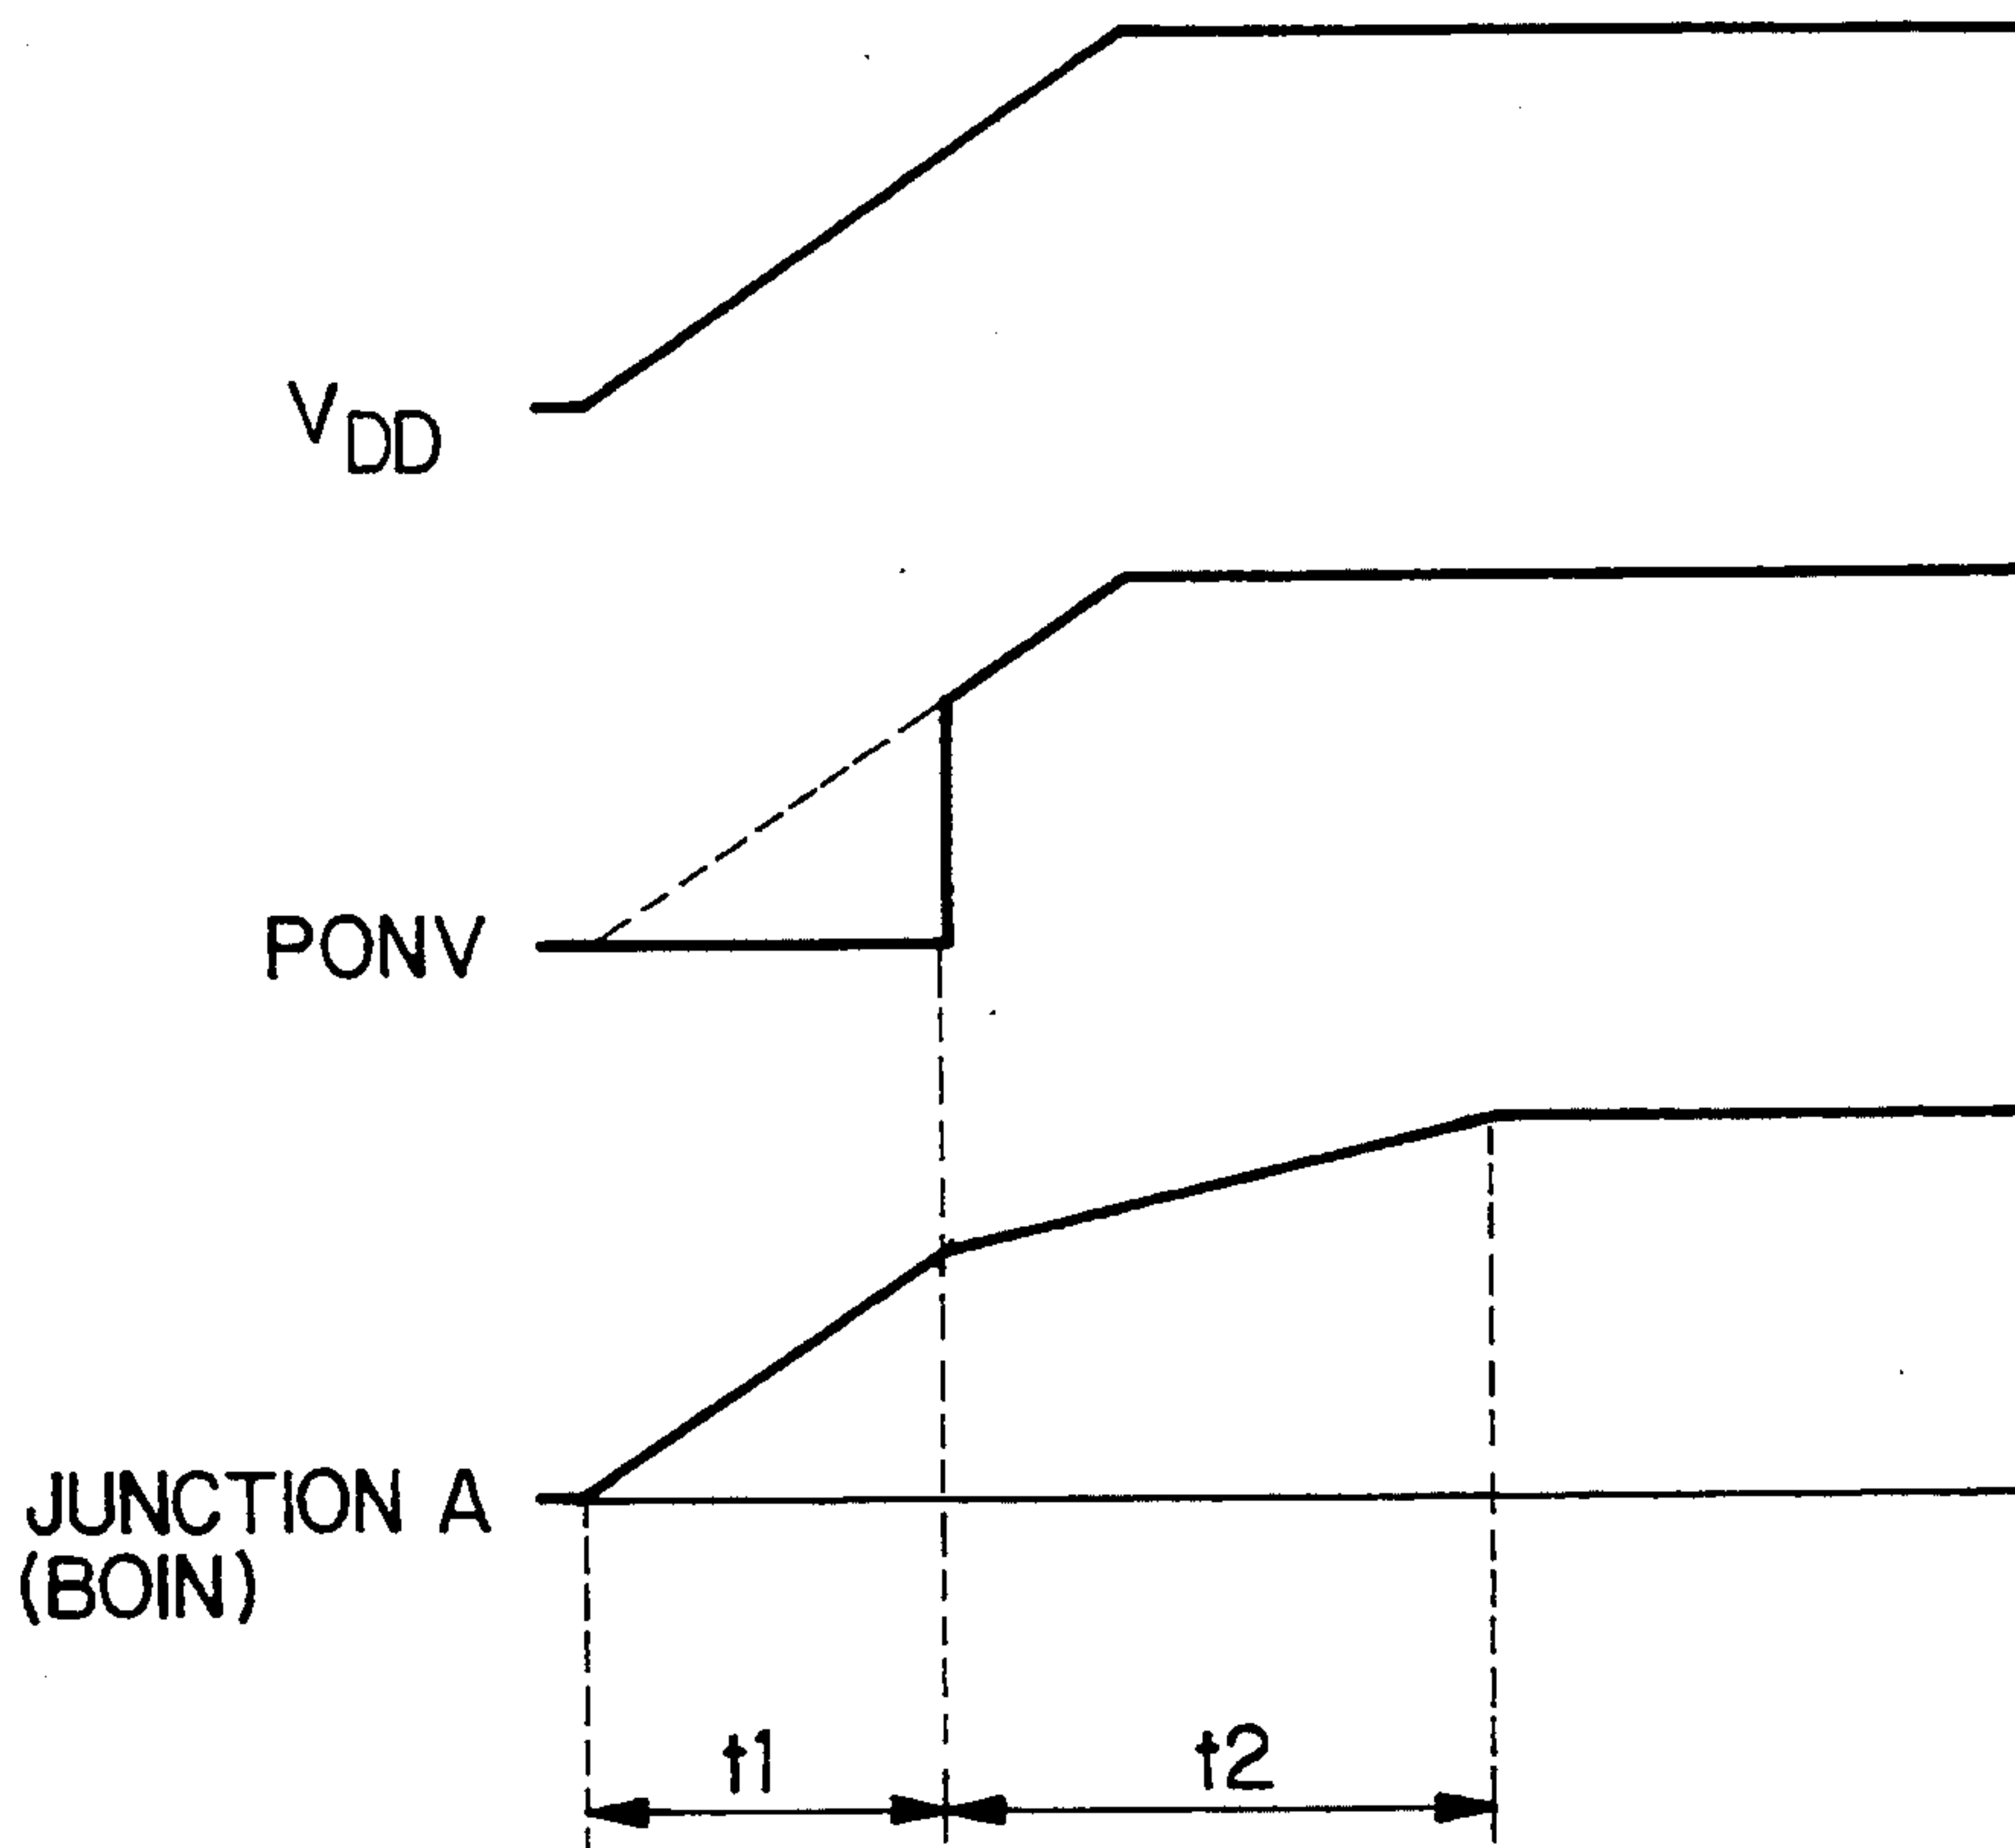 VDD
PONV
JUNCTION A
(BOIN)
t1
t2